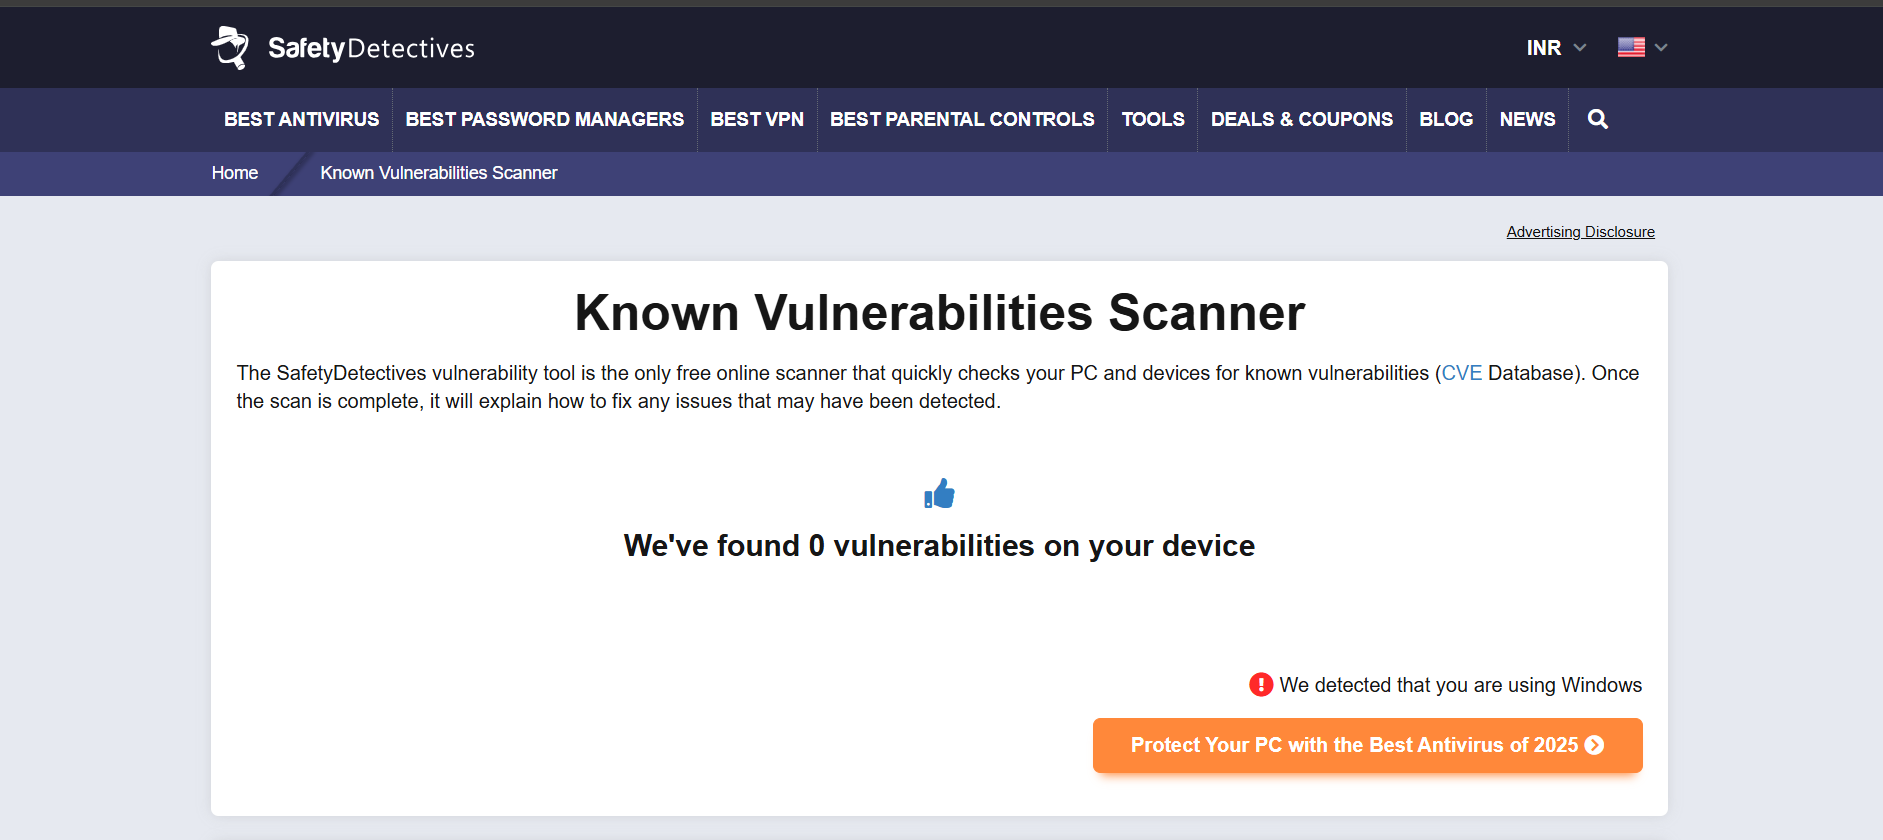 SafetyDetectives
INR
BEST ANTIVIRUS
BEST PASSWORD MANAGERS
BEST VPN
BEST PARENTAL CONTROLS
TOOLS
DEALS & COUPONS
BLOG
NEWS
Home
Known Vulnerabilities Scanner
Advertising Disclosure
Known Vulnerabilities Scanner
The SafetyDetectives vulnerability tool is the only free online scanner that quickly checks your PC and devices for known vulnerabilities (CVE Database). Once
the scan is complete, it will explain how to fix any issues that may have been detected.
We've found 0 vulnerabilities on your device
We detected that you are using Windows
Protect Your PC with the Best Antivirus of 2025